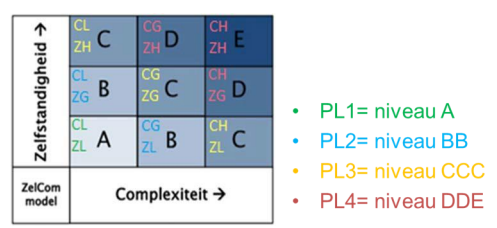 Zelfstandigheid →
CL
ZH C
CG
ZH D
CH
ZH E
CL
ZG B
CG
ZG C
CH
ZG D
CL
ZL A
CG
ZL B
CH
ZL C
ZelCom
model
Complexiteit →
• PL1= niveau A
• PL2= niveau BB
• PL3= niveau CCC
• PL4= niveau DDE